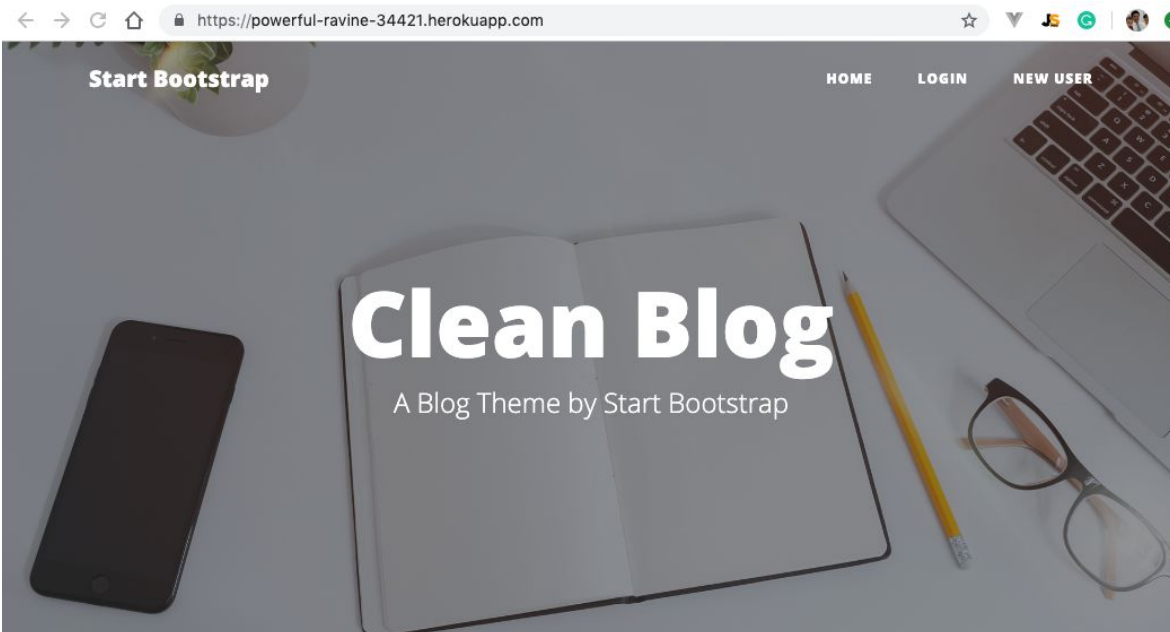 https://powerful-ravine-34421.herokuapp.com
JS
G
Start Bootstrap
HOME
LOGIN
NEW USER
Clean Blog
A Blog Theme by Start Bootstrap